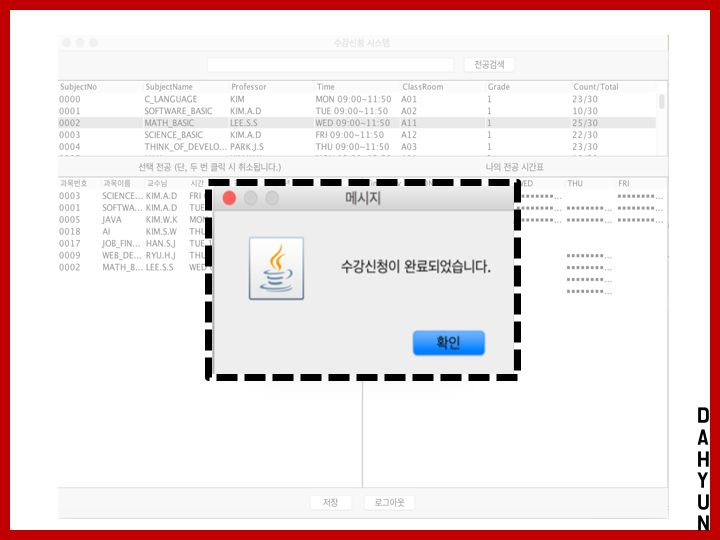 수강신청 시스템
전공검색
SubjectNo SubjectName Professor Time ClassRoom Grade Count/Total
0000 C_LANGUAGE KIM MON 09:00~11:50 A01 1 23/30
0001 SOFTWARE_BASIC KIM.A.D TUE 09:00~11:50 A02 1 10/30
0002 MATH_BASIC LEE.S.S WED 09:00~11:50 A11 1 25/30
0003 SCIENCE_BASIC KIM.A.D FRI 09:00~11:50 A12 1 22/30
0004 THINK_OF_DEVELO... PARK.J.S THU 09:00~11:50 A03 1 23/30
선택 전공 (단, 두 번 클릭 시 취소됩니다.) 나의 전공 시간표
과목번호 과목이름 교수님 시간 THU FRI
0003 SCIENCE... KIM.A.D FRI
0001 SOFTWA... KIM.A.D TUE
0005 JAVA KIM.W.K MON
0018 AI KIM.S.W THU
0017 JOB_FIN... HAN.S.J TUE
0009 WEB_DE... RYU.H.J THU
0002 MATH_B... LEE.S.S WED
메시지
수강신청이 완료되었습니다.
확인
저장 로그아웃
DAHYUN